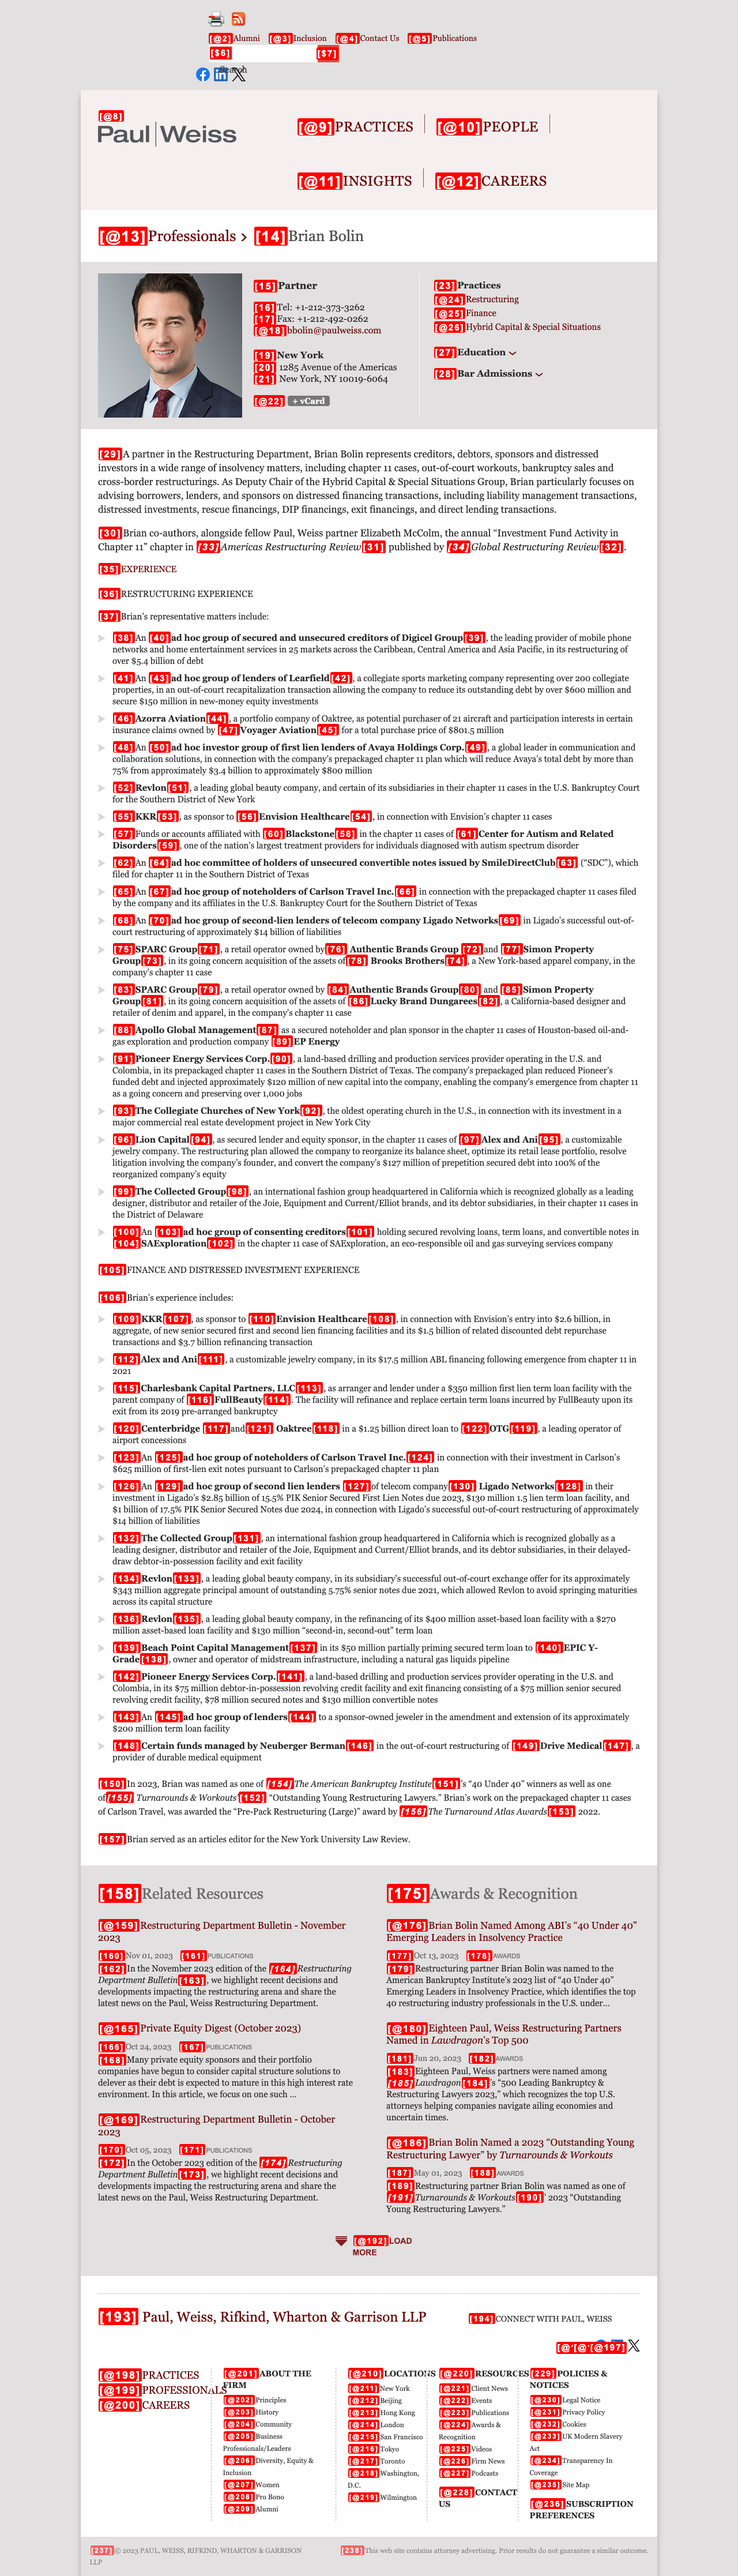 [@2]Alumni [@3]Inclusion [@4]Contact Us [@5]Publications
[$6] [$7]
[@8]
Paul|Weiss
[@9]PRACTICES [@10]PEOPLE
[@11]INSIGHTS [@12]CAREERS
[@13]Professionals › [14]Brian Bolin
[15]Partner
[16]Tel: +1-212-373-3262
[17]Fax: +1-212-492-0262
[@18]bbolin@paulweiss.com
[19]New York
[20] 1285 Avenue of the Americas
[21] New York, NY 10019-6064
[@22] + vCard
[23]Practices
[@24]Restructuring
[@25]Finance
[@26]Hybrid Capital & Special Situations
[27]Education
[28]Bar Admissions
[29]A partner in the Restructuring Department, Brian Bolin represents creditors, debtors, sponsors and distressed
investors in a wide range of insolvency matters, including chapter 11 cases, out-of-court workouts, bankruptcy sales and
cross-border restructurings. As Deputy Chair of the Hybrid Capital & Special Situations Group, Brian particularly focuses on
advising borrowers, lenders, and sponsors on distressed financing transactions, including liability management transactions,
distressed investments, rescue financings, DIP financings, exit financings, and direct lending transactions.
[30]Brian co-authors, alongside fellow Paul, Weiss partner Elizabeth McColm, the annual “Investment Fund Activity in
Chapter 11” chapter in [33]Americas Restructuring Review[31] published by [34]Global Restructuring Review[32].
[35]EXPERIENCE
[36]RESTRUCTURING EXPERIENCE
[37]Brian’s representative matters include:
[38]An [40]ad hoc group of secured and unsecured creditors of Digicel Group[39], the leading provider of mobile phone
networks and home entertainment services in 25 markets across the Caribbean, Central America and Asia Pacific, in its restructuring of
over $5.4 billion of debt
[41]An [43]ad hoc group of lenders of Learfield[42], a collegiate sports marketing company representing over 200 collegiate
properties, in an out-of-court recapitalization transaction allowing the company to reduce its outstanding debt by over $600 million and
secure $150 million in new-money equity investments
[46]Azorra Aviation[44], a portfolio company of Oaktree, as potential purchaser of 21 aircraft and participation interests in certain
insurance claims owned by [47]Voyager Aviation[45] for a total purchase price of $801.5 million
[48]An [50]ad hoc investor group of first lien lenders of Avaya Holdings Corp.[49], a global leader in communication and
collaboration solutions, in connection with the company’s prepackaged chapter 11 plan which will reduce Avaya’s total debt by more than
75% from approximately $3.4 billion to approximately $800 million
[52]Revlon[51], a leading global beauty company, and certain of its subsidiaries in their chapter 11 cases in the U.S. Bankruptcy Court
for the Southern District of New York
[55]KKR[53], as sponsor to [56]Envision Healthcare[54], in connection with Envision’s chapter 11 cases
[57]Funds or accounts affiliated with [60]Blackstone[58] in the chapter 11 cases of [61]Center for Autism and Related
Disorders[59], one of the nation’s largest treatment providers for individuals diagnosed with autism spectrum disorder
[62]An [64]ad hoc committee of holders of unsecured convertible notes issued by SmileDirectClub[63] (“SDC”), which
filed for chapter 11 in the Southern District of Texas
[65]An [67]ad hoc group of noteholders of Carlson Travel Inc.[66] in connection with the prepackaged chapter 11 cases filed
by the company and its affiliates in the U.S. Bankruptcy Court for the Southern District of Texas
[68]An [70]ad hoc group of second-lien lenders of telecom company Ligado Networks[69] in Ligado’s successful out-of-
court restructuring of approximately $14 billion of liabilities
[75]SPARC Group[71], a retail operator owned by[76] Authentic Brands Group [72]and [77]Simon Property
Group[73], in its going concern acquisition of the assets of[78] Brooks Brothers[74], a New York-based apparel company, in the
company’s chapter 11 case
[83]SPARC Group[79], a retail operator owned by [84]Authentic Brands Group[80] and [85]Simon Property
Group[81], in its going concern acquisition of the assets of [86]Lucky Brand Dungarees[82], a California-based designer and
retailer of denim and apparel, in the company’s chapter 11 case
[88]Apollo Global Management[87] as a secured noteholder and plan sponsor in the chapter 11 cases of Houston-based oil-and-
gas exploration and production company [89]EP Energy
[91]Pioneer Energy Services Corp.[90], a land-based drilling and production services provider operating in the U.S. and
Colombia, in its prepackaged chapter 11 cases in the Southern District of Texas. The company’s prepackaged plan reduced Pioneer’s
funded debt and injected approximately $120 million of new capital into the company, enabling the company’s emergence from chapter 11
as a going concern and preserving over 1,000 jobs
[93]The Collegiate Churches of New York[92], the oldest operating church in the U.S., in connection with its investment in a
major commercial real estate development project in New York City
[96]Lion Capital[94], as secured lender and equity sponsor, in the chapter 11 cases of [97]Alex and Ani[95], a customizable
jewelry company. The restructuring plan allowed the company to reorganize its balance sheet, optimize its retail lease portfolio, resolve
litigation involving the company’s founder, and convert the company’s $127 million of prepetition secured debt into 100% of the
reorganized company’s equity
[99]The Collected Group[98], an international fashion group headquartered in California which is recognized globally as a leading
designer, distributor and retailer of the Joie, Equipment and Current/Elliot brands, and its debtor subsidiaries, in their chapter 11 cases in
the District of Delaware
[100]An [103]ad hoc group of consenting creditors[101] holding secured revolving loans, term loans, and convertible notes in
[104]SAExploration[102] in the chapter 11 case of SAExploration, an eco-responsible oil and gas surveying services company
[105]FINANCE AND DISTRESSED INVESTMENT EXPERIENCE
[106]Brian’s experience includes:
[109]KKR[107], as sponsor to [110]Envision Healthcare[108], in connection with Envision’s entry into $2.6 billion, in
aggregate, of new senior secured first and second lien financing facilities and its $1.5 billion of related discounted debt repurchase
transactions and $3.7 billion refinancing transaction
[112]Alex and Ani[111], a customizable jewelry company, in its $17.5 million ABL financing following emergence from chapter 11 in
2021
[115]Charlesbank Capital Partners, LLC[113], as arranger and lender under a $350 million first lien term loan facility with the
parent company of [116]FullBeauty[114]. The facility will refinance and replace certain term loans incurred by FullBeauty upon its
exit from its 2019 pre-arranged bankruptcy
[120]Centerbridge [117]and[121] Oaktree[118] in a $1.25 billion direct loan to [122]OTG[119], a leading operator of
airport concessions
[123]An [125]ad hoc group of noteholders of Carlson Travel Inc.[124] in connection with their investment in Carlson’s
$625 million of first-lien exit notes pursuant to Carlson’s prepackaged chapter 11 plan
[126]An [129]ad hoc group of second lien lenders [127]of telecom company[130] Ligado Networks[128] in their
investment in Ligado’s $2.85 billion of 15.5% PIK Senior Secured First Lien Notes due 2023, $130 million 1.5 lien term loan facility, and
$1 billion of 17.5% PIK Senior Secured Notes due 2024, in connection with Ligado’s successful out-of-court restructuring of approximately
$14 billion of liabilities
[132]The Collected Group[131], an international fashion group headquartered in California which is recognized globally as a
leading designer, distributor and retailer of the Joie, Equipment and Current/Elliot brands, and its debtor subsidiaries, in their delayed-
draw debtor-in-possession facility and exit facility
[134]Revlon[133], a leading global beauty company, in its subsidiary’s successful out-of-court exchange offer for its approximately
$343 million aggregate principal amount of outstanding 5.75% senior notes due 2021, which allowed Revlon to avoid springing maturities
across its capital structure
[136]Revlon[135], a leading global beauty company, in the refinancing of its $400 million asset-based loan facility with a $270
million asset-based loan facility and $130 million “second-in, second-out” term loan
[139]Beach Point Capital Management[137] in its $50 million partially priming secured term loan to [140]EPIC Y-
Grade[138], owner and operator of midstream infrastructure, including a natural gas liquids pipeline
[142]Pioneer Energy Services Corp.[141], a land-based drilling and production services provider operating in the U.S. and
Colombia, in its $75 million debtor-in-possession revolving credit facility and exit financing consisting of a $75 million senior secured
revolving credit facility, $78 million secured notes and $130 million convertible notes
[143]An [145]ad hoc group of lenders[144] to a sponsor-owned jeweler in the amendment and extension of its approximately
$200 million term loan facility
[148]Certain funds managed by Neuberger Berman[146] in the out-of-court restructuring of [149]Drive Medical[147], a
provider of durable medical equipment
[150]In 2023, Brian was named as one of [154]The American Bankruptcy Institute[151]’s “40 Under 40” winners as well as one
of[155] Turnarounds & Workouts’[152] “Outstanding Young Restructuring Lawyers.” Brian’s work on the prepackaged chapter 11 cases
of Carlson Travel, was awarded the “Pre-Pack Restructuring (Large)” award by [156]The Turnaround Atlas Awards[153] 2022.
[157]Brian served as an articles editor for the New York University Law Review.
[158]Related Resources
[@159]Restructuring Department Bulletin - November
2023
[160]Nov 01, 2023 [161]PUBLICATIONS
[162]In the November 2023 edition of the [164]Restructuring
Department Bulletin[163], we highlight recent decisions and
developments impacting the restructuring arena and share the
latest news on the Paul, Weiss Restructuring Department.
[@165]Private Equity Digest (October 2023)
[166]Oct 24, 2023 [167]PUBLICATIONS
[168]Many private equity sponsors and their portfolio
companies have begun to consider capital structure solutions to
delever as their debt is expected to mature in this high interest rate
environment. In this article, we focus on one such ...
[@169]Restructuring Department Bulletin - October
2023
[170]Oct 05, 2023 [171]PUBLICATIONS
[172]In the October 2023 edition of the [174]Restructuring
Department Bulletin[173], we highlight recent decisions and
developments impacting the restructuring arena and share the
latest news on the Paul, Weiss Restructuring Department.
[175]Awards & Recognition
[@176]Brian Bolin Named Among ABI’s “40 Under 40”
Emerging Leaders in Insolvency Practice
[177]Oct 13, 2023 [178]AWARDS
[179]Restructuring partner Brian Bolin was named to the
American Bankruptcy Institute’s 2023 list of “40 Under 40”
Emerging Leaders in Insolvency Practice, which identifies the top
40 restructuring industry professionals in the U.S. under...
[@180]Eighteen Paul, Weiss Restructuring Partners
Named in Lawdragon’s Top 500
[181]Jun 20, 2023 [182]AWARDS
[183]Eighteen Paul, Weiss partners were named among
[185]Lawdragon[184]’s “500 Leading Bankruptcy &
Restructuring Lawyers 2023,” which recognizes the top U.S.
attorneys helping companies navigate ailing economies and
uncertain times.
[@186]Brian Bolin Named a 2023 “Outstanding Young
Restructuring Lawyer” by Turnarounds & Workouts
[187]May 01, 2023 [188]AWARDS
[189]Restructuring partner Brian Bolin was named as one of
[191]Turnarounds & Workouts[190]’ 2023 “Outstanding
Young Restructuring Lawyers.”
[@192]LOAD
MORE
[193] Paul, Weiss, Rifkind, Wharton & Garrison LLP
[194]CONNECT WITH PAUL, WEISS
[@197]
[@198]PRACTICES
[@199]PROFESSIONALS
[@200]CAREERS
[@201]ABOUT THE
FIRM
[@202]Principles
[@203]History
[@204]Community
[@205]Business
Professionals/Leaders
[@206]Diversity, Equity &
Inclusion
[@207]Women
[@208]Pro Bono
[@209]Alumni
[@210]LOCATIONS
[@211]New York
[@212]Beijing
[@213]Hong Kong
[@214]London
[@215]San Francisco
[@216]Tokyo
[@217]Toronto
[@218]Washington,
D.C.
[@219]Wilmington
[@220]RESOURCES
[@221]Client News
[@222]Events
[@223]Publications
[@224]Awards &
Recognition
[@225]Videos
[@226]Firm News
[@227]Podcasts
[@228]CONTACT
US
[229]POLICIES &
NOTICES
[@230]Legal Notice
[@231]Privacy Policy
[@232]Cookies
[@233]UK Modern Slavery
Act
[@234]Transparency In
Coverage
[@235]Site Map
[@236]SUBSCRIPTION
PREFERENCES
[237]© 2023 PAUL, WEISS, RIFKIND, WHARTON & GARRISON
LLP
[238]This web site contains attorney advertising. Prior results do not guarantee a similar outcome.